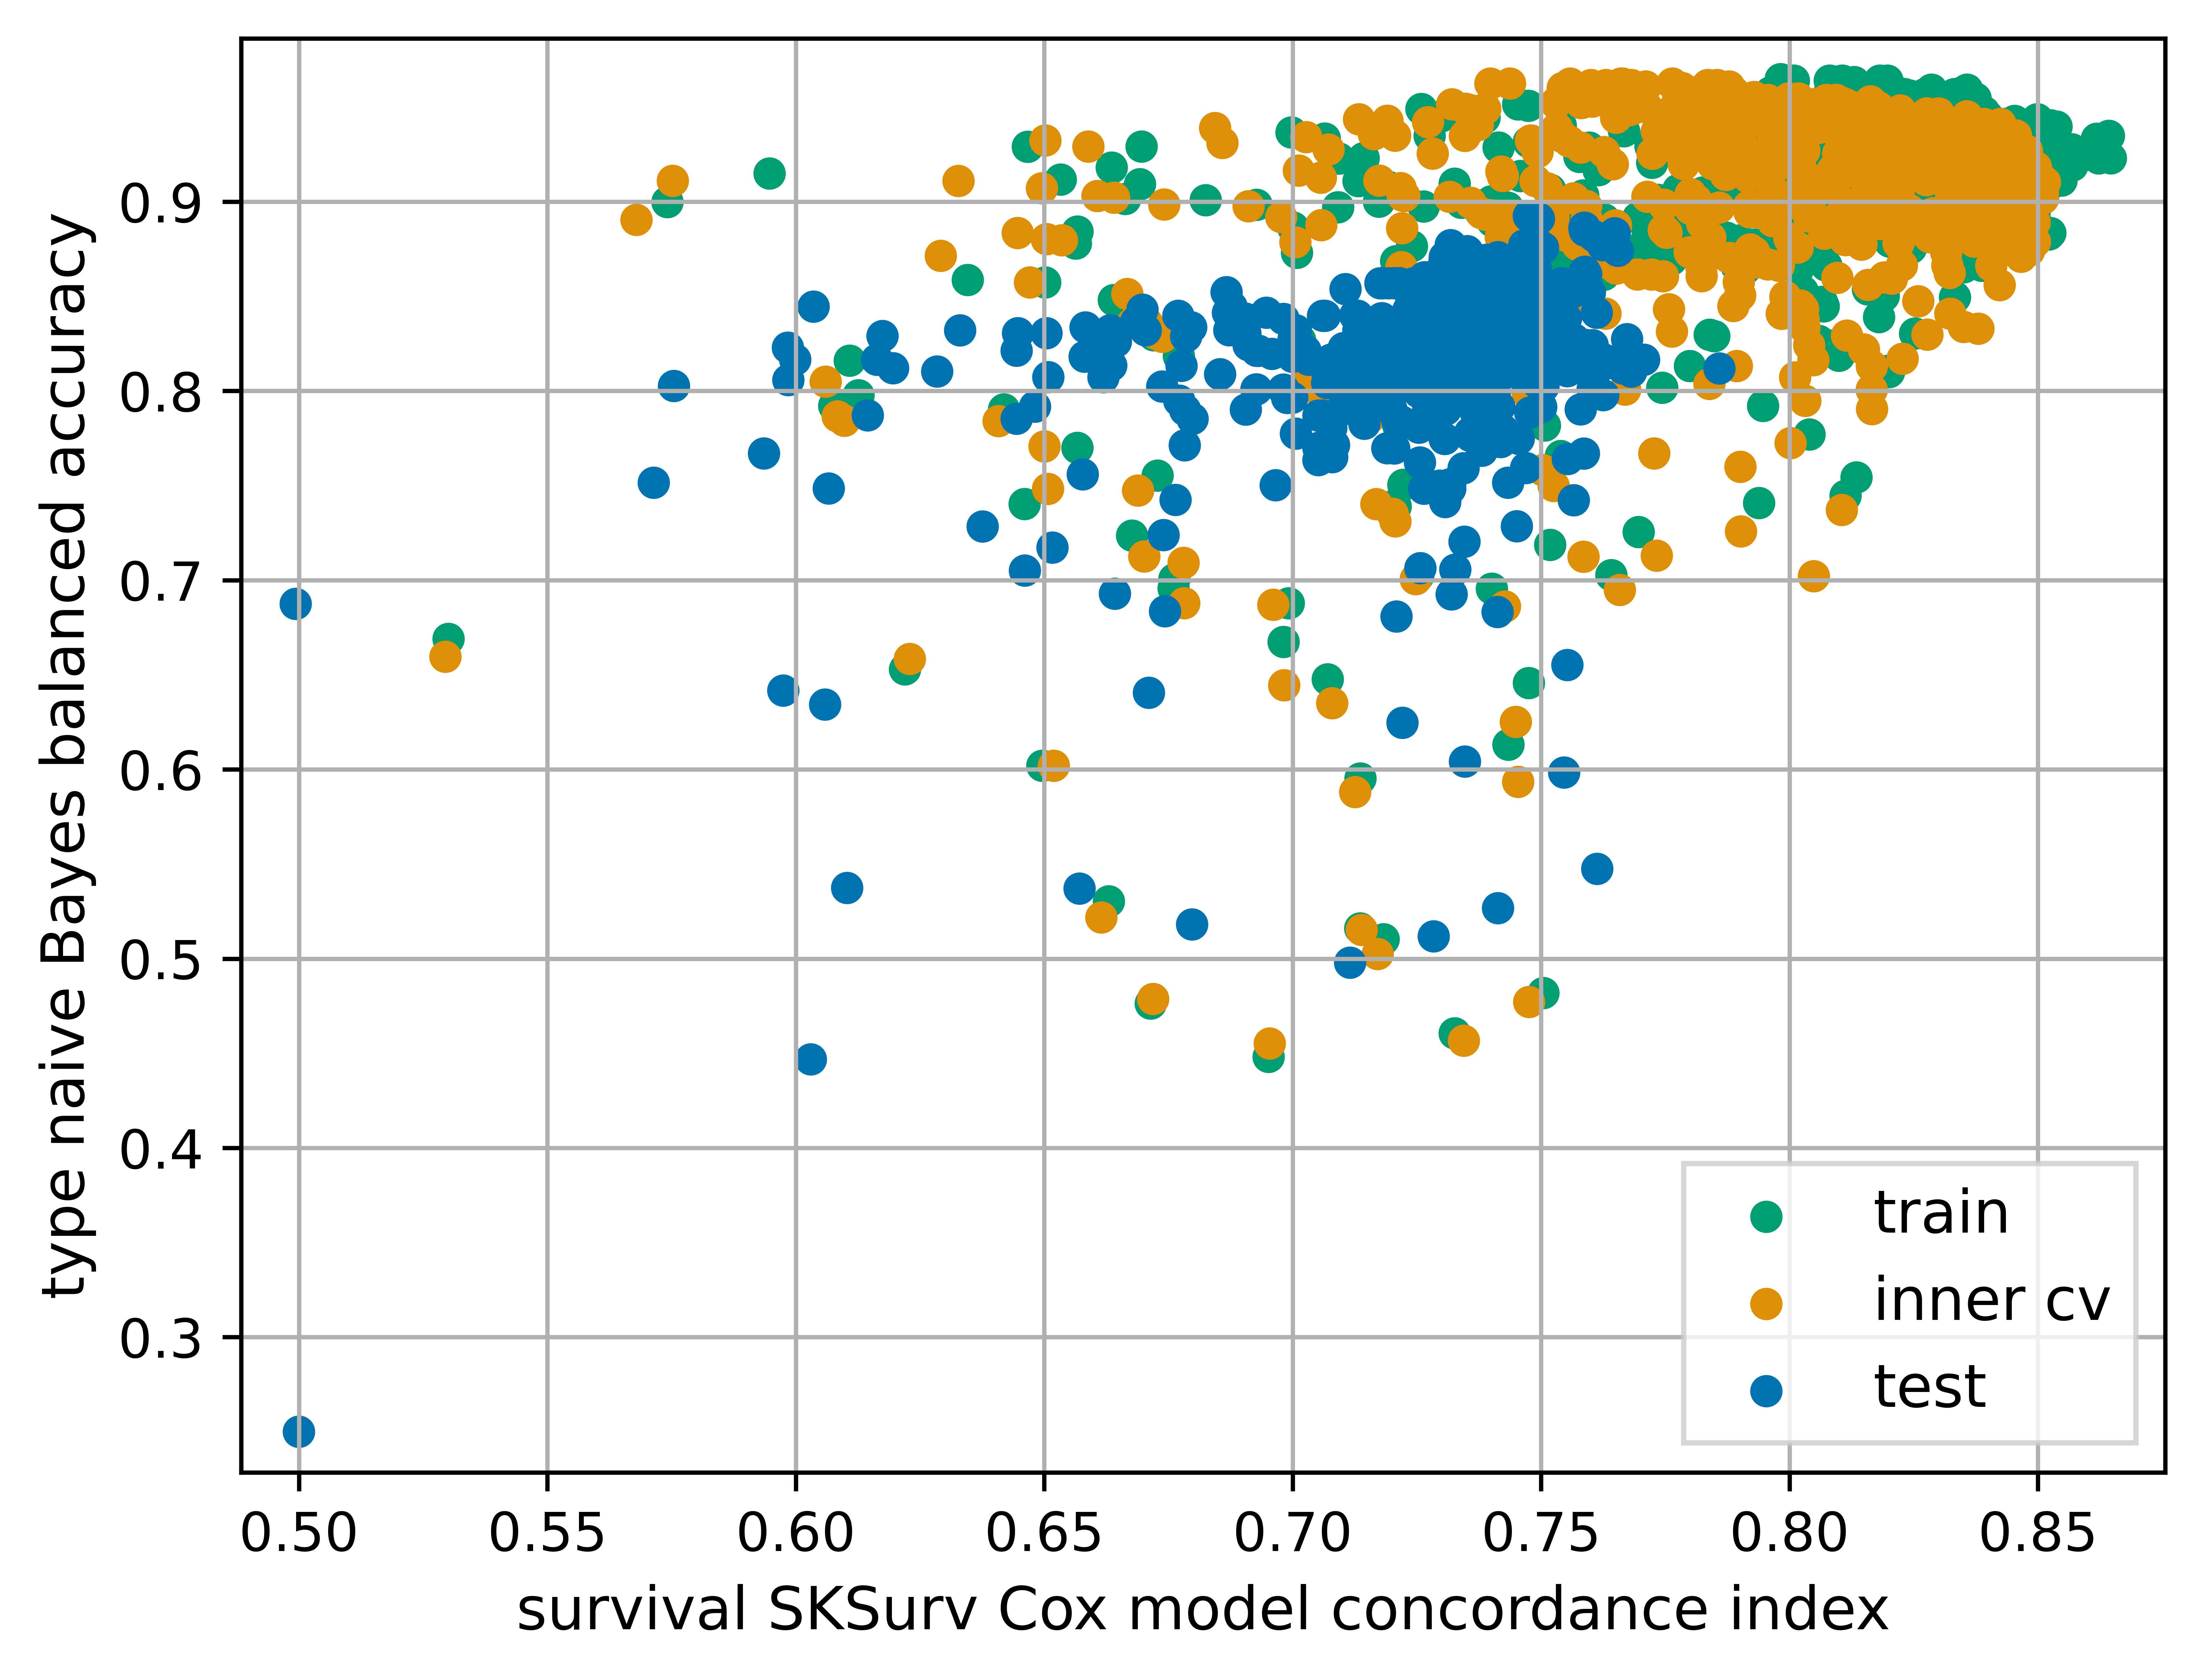 type naive Bayes balanced accuracy
0.9
0.8
0.7
0.6
0.5
0.4
0.3
train
inner cv
test
0.50 0.55 0.60 0.65 0.70 0.75 0.80 0.85
survival SKSurv Cox model concordance index